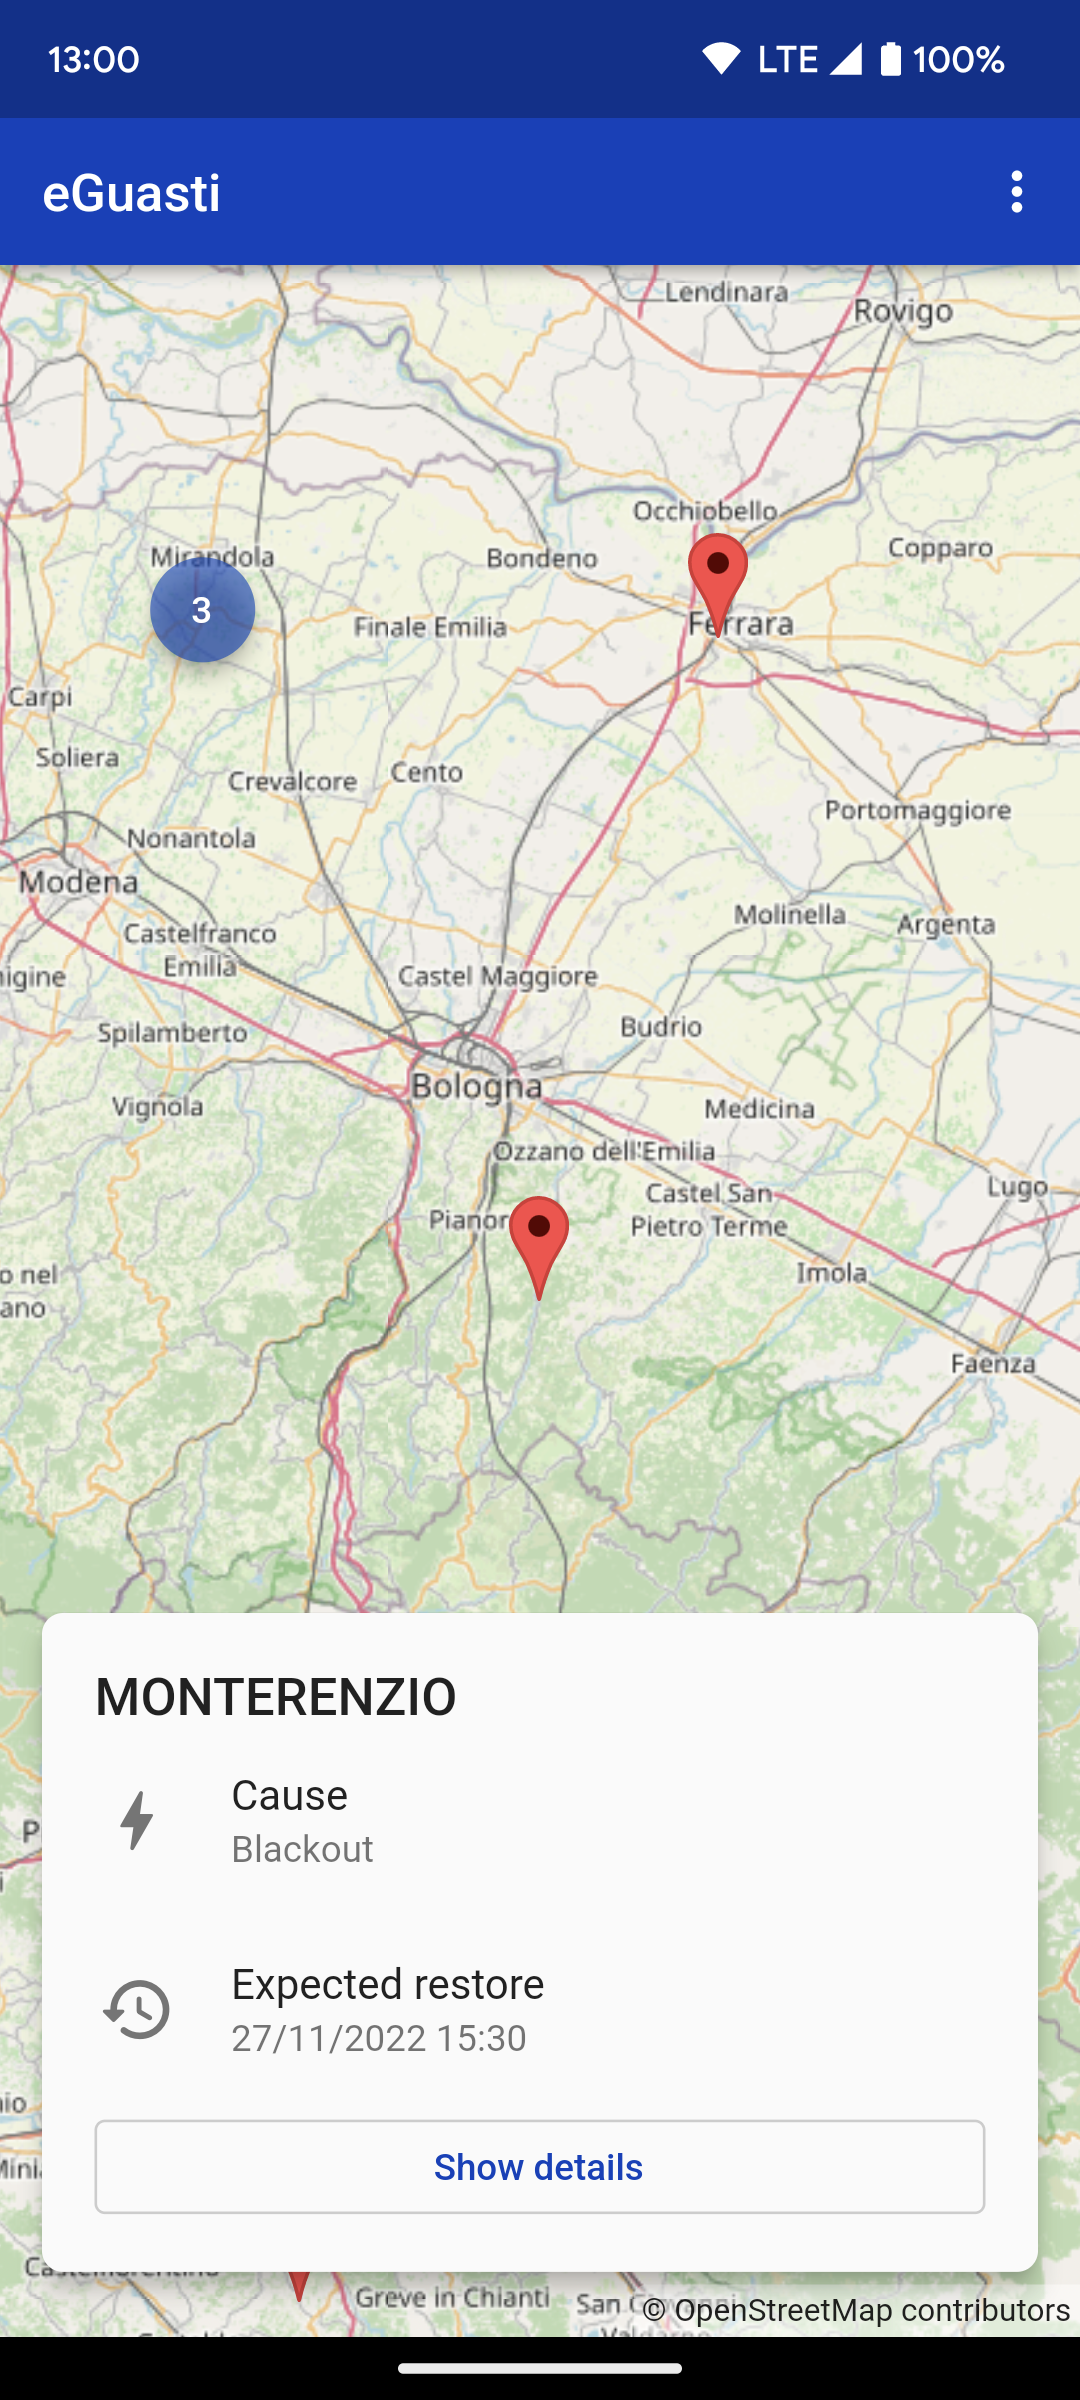 13:00 LTE 100%
eGuasti
Lendinara
Rovigo
Occhiobello
Mirandola
Bondeno
Copparo
3
Finale Emilia
Ferrara
Carpi
Soliera
Crevalcore
Cento
Portomaggiore
Nonantola
Modena
Molinella
Argenta
Castelfranco
Emilia
Castel Maggiore
Spilamberto
Budrio
Bologna
Vignola
Medicina
Ozzano dell'Emilia
Castel San
Pietro Terme
Lugo
Pianor
o nel
ano
Imola
Faenza
MONTERENZIO
Cause
Blackout
Expected restore
27/11/2022 15:30
Show details
Greve in Chianti
San
© OpenStreetMap contributors